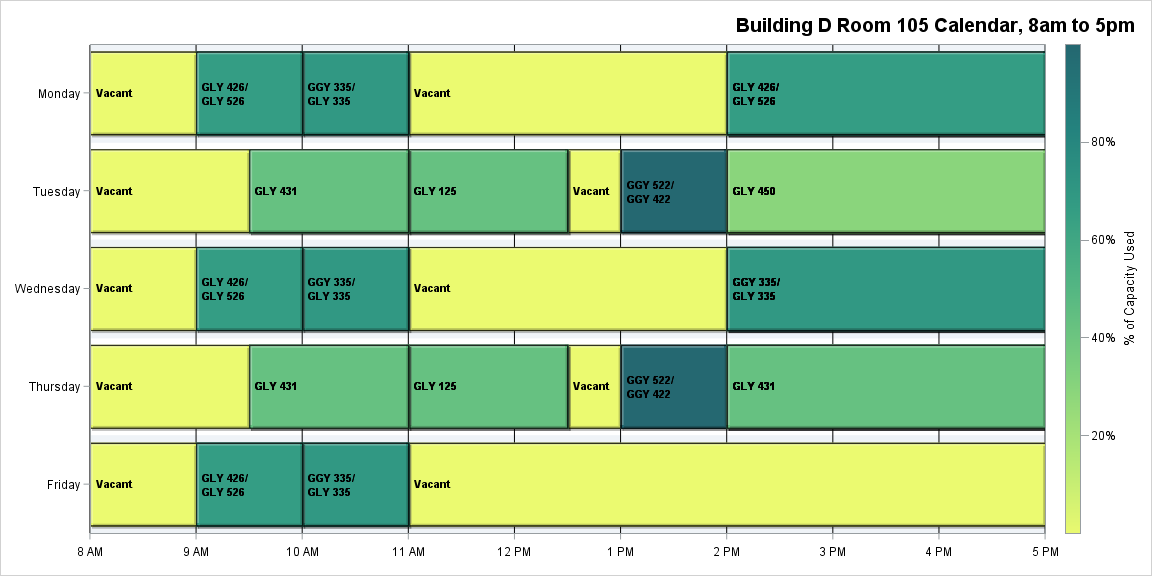 Building D Room 105 Calendar, 8am to 5pm
Monday
Vacant
GLY 426/
GLY 526
GGY 335/
GLY 335
Vacant
GLY 426/
GLY 526
Tuesday
Vacant
GLY 431
GLY 125
Vacant
GGY 522/
GGY 422
GLY 450
Wednesday
Vacant
GLY 426/
GLY 526
GGY 335/
GLY 335
Vacant
GGY 335/
GLY 335
Thursday
Vacant
GLY 431
GLY 125
Vacant
GGY 522/
GGY 422
GLY 431
Friday
Vacant
GLY 426/
GLY 526
GGY 335/
GLY 335
Vacant
8 AM
9 AM
10 AM
11 AM
12 PM
1 PM
2 PM
3 PM
4 PM
5 PM
80%
60%
40%
20%
% of Capacity Used